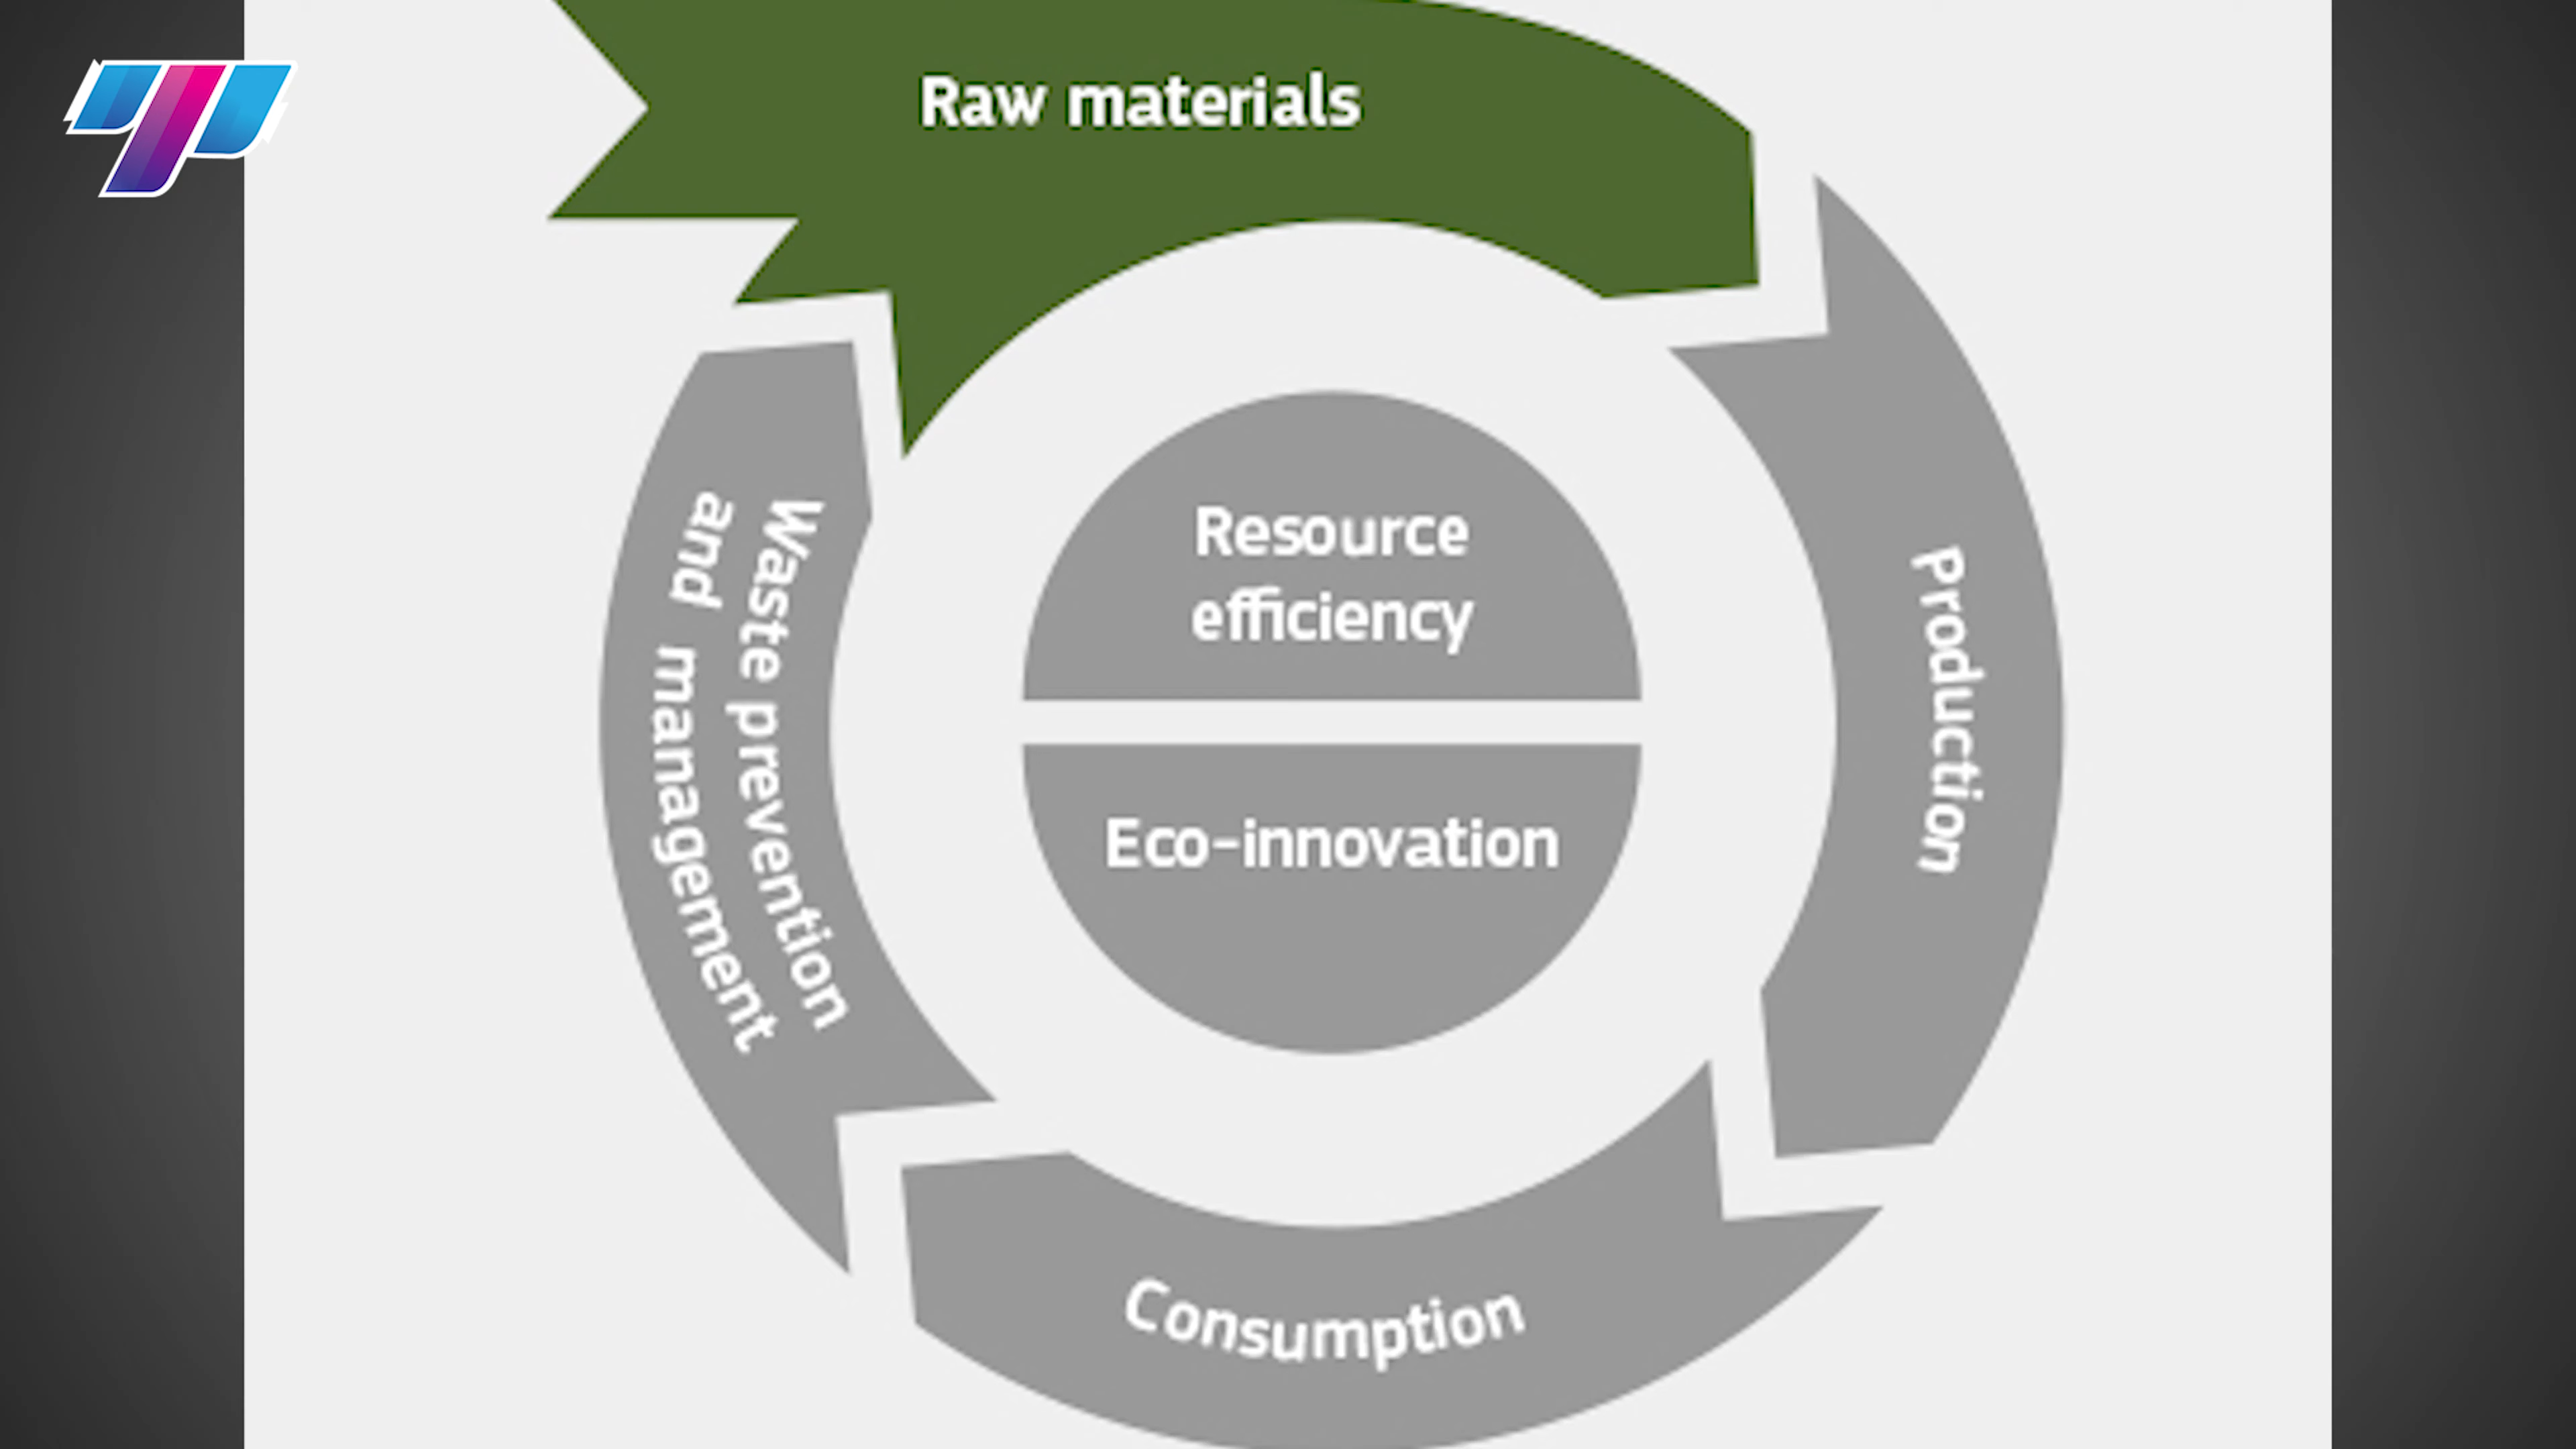 Raw materials
Production
Resource
efficiency
Eco-innovation
Waste prevention
and management
Consumption